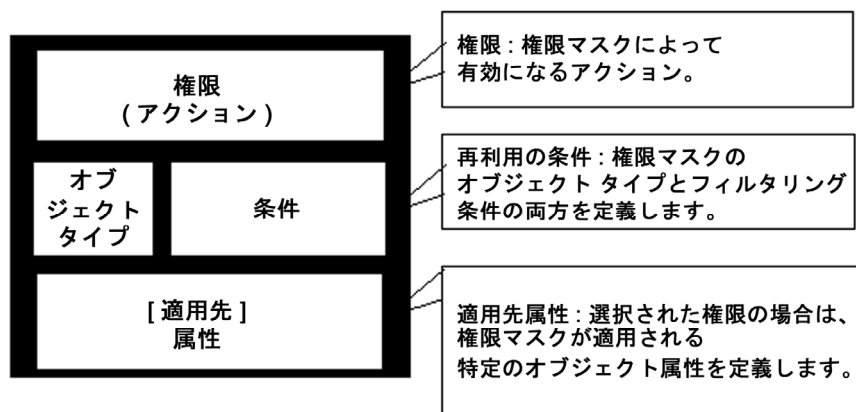 権限
( アクション )
権限 : 権限マスクによって
有効になるアクション。
オブ
ジェクト
タイプ
条件
再利用の条件 : 権限マスクの
オブジェクト タイプとフィルタリング
条件の両方を定義します。
[ 適用先 ]
属性
適用先属性 : 選択された権限の場合は、
権限マスクが適用される
特定のオブジェクト属性を定義します。